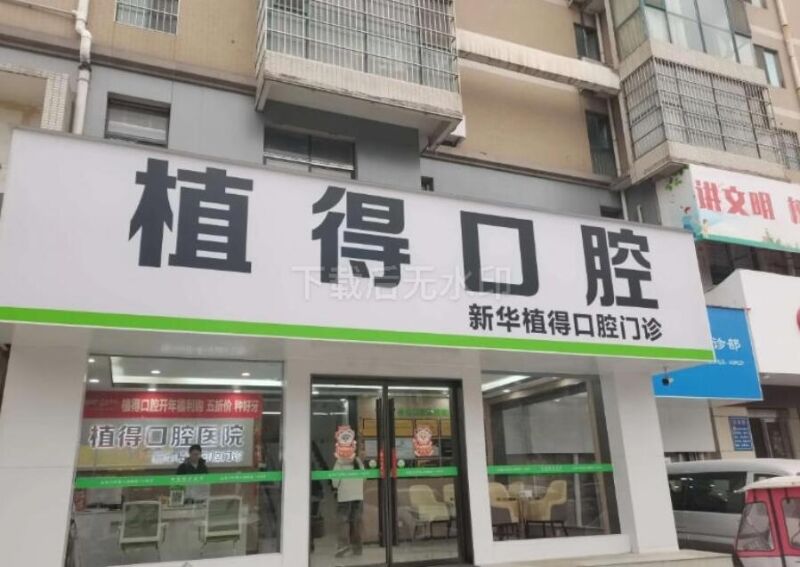 植得口腔
新华植得口腔门诊
讲文明
诊部
植得口腔开年福利购 五折价 种好牙
植得口腔医院
下载后无水印